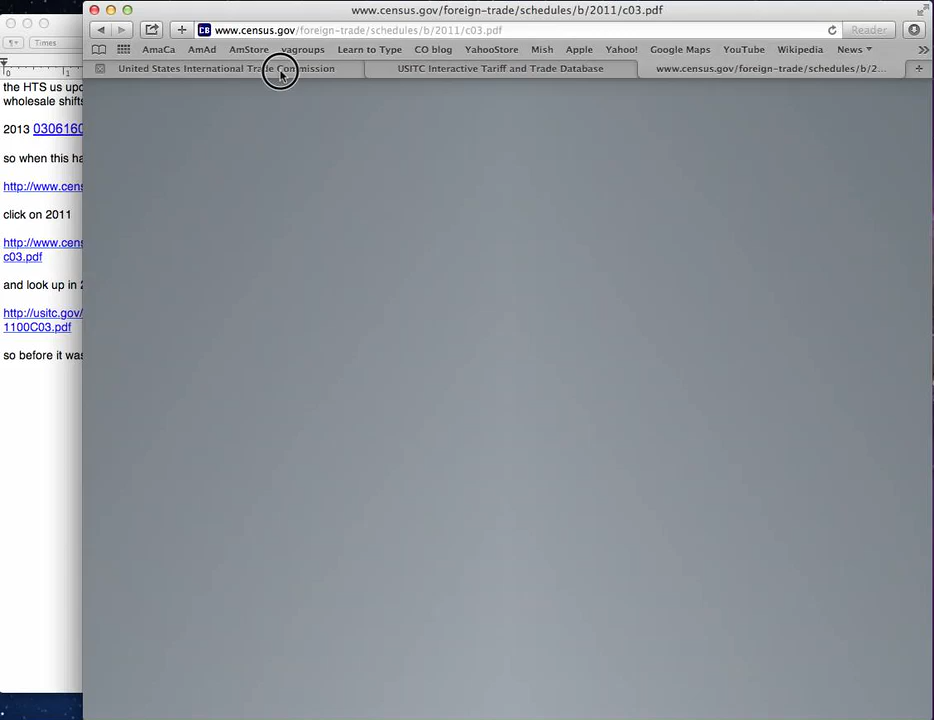 www.census.gov/foreign-trade/schedules/b/2011/c03.pdf
www.census.gov/foreign-trade/schedules/b/2011/c03.pdf
Reader
AmaCa AmAd AmStore yagroups Learn to Type CO blog YahooStore Mish Apple Yahoo! Google Maps YouTube Wikipedia News
United States International Trade Commission
USITC Interactive Tariff and Trade Database
www.census.gov/foreign-trade/schedules/b/2...
Times
0 1
the HTS us upd
wholesale shifts
2013 0306160
so when this ha
http://www.cens
click on 2011
http://www.cens
c03.pdf
and look up in 2
http://usitc.gov/
1100C03.pdf
so before it was